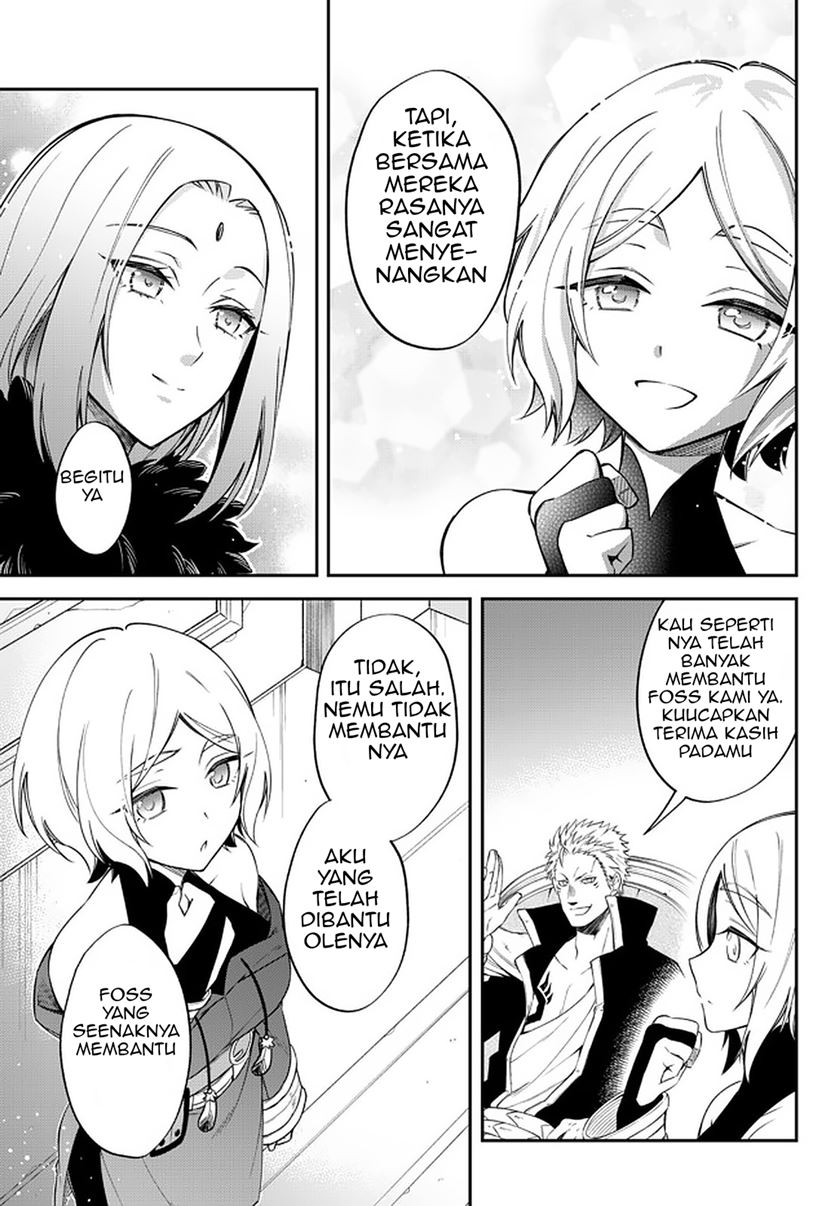 TAPI,
KETIKA
BERSAMA
MEREKA
RASANYA
SANGAT
MENYE-
NANGKAN
BEGITU
YA
KAU SEPERTI
NYA TELAH
BANYAK
MEMBANTU
FOSS KAMI YA.
KUUCAPKAN
TERIMA KASIH
PADAMU
TIDAK,
ITU SALAH.
NEMU TIDAK
MEMBANTU
NYA
AKU
YANG
TELAH
DIBANTU
OLENYA
FOSS
YANG
SEENAKNYA
MEMBANTU